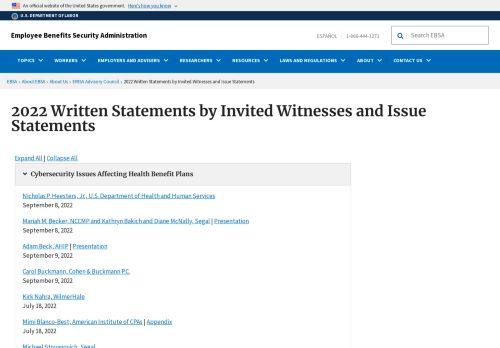 An official website of the United States government. Here's how you know
U.S. DEPARTMENT OF LABOR
Employee Benefits Security Administration
ESPAÑOL | 1-866-444-3272
Search EBSA
TOPICS WORKERS EMPLOYERS AND ADVISERS RESEARCHERS RESOURCES LAWS AND REGULATIONS ABOUT CONTACT US
EBSA › About EBSA › About Us › ERISA Advisory Council › 2022 Written Statements by Invited Witnesses and Issue Statements
2022 Written Statements by Invited Witnesses and Issue
Statements
Expand All | Collapse All
Cybersecurity Issues Affecting Health Benefit Plans
Nicholas P. Heesters, Jr., U.S. Department of Health and Human Services
September 8, 2022
Mariah M. Becker, NCCMP and Kathryn Bakich and Diane McNally, Segal | Presentation
September 8, 2022
Adam Beck, AHIP | Presentation
September 9, 2022
Carol Buckmann, Cohen & Buckmann P.C.
September 9, 2022
Kirk Nahra, WilmerHale
July 18, 2022
Mimi Blanco-Best, American Institute of CPAs | Appendix
July 18, 2022
Michael Stoyanovich, Segal